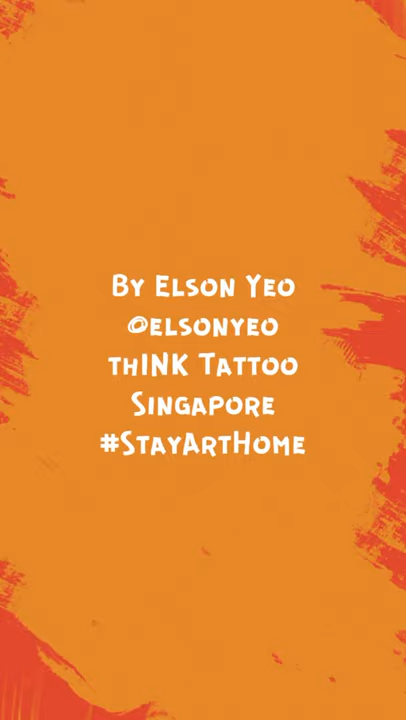 By Elson Yeo
@elsonyeo
thINK Tattoo
Singapore
#StayArtHome